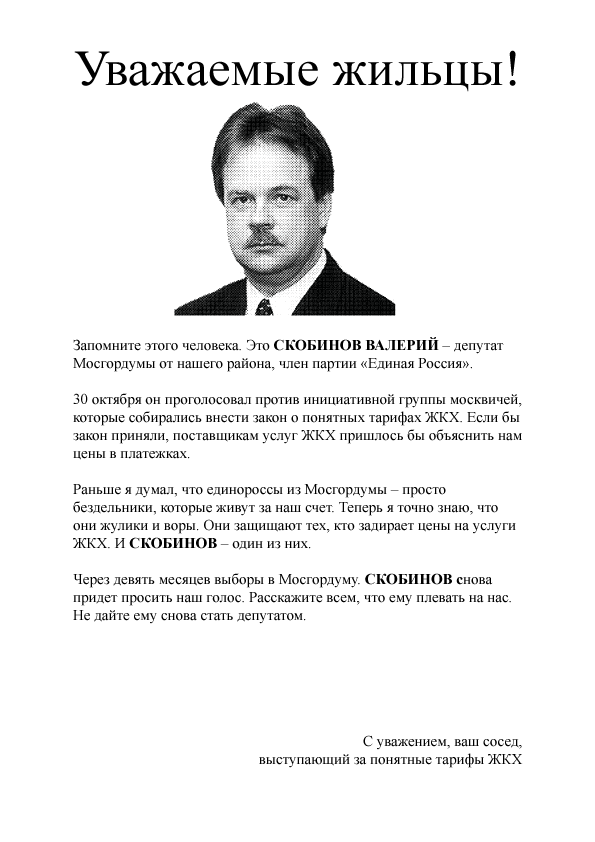 Уважаемые жильцы!
Запомните этого человека. Это СКОБИНОВ ВАЛЕРИЙ – депутат
Мосгордумы от нашего района, член партии «Единая Россия».
30 октября он проголосовал против инициативной группы москвичей,
которые собирались внести закон о понятных тарифах ЖКХ. Если бы
закон приняли, поставщикам услуг ЖКХ пришлось бы объяснить нам
цены в платежках.
Раньше я думал, что единороссы из Мосгордумы – просто
бездельники, которые живут за наш счет. Теперь я точно знаю, что
они жулики и воры. Они защищают тех, кто задирает цены на услуги
ЖКХ. И СКОБИНОВ – один из них.
Через девять месяцев выборы в Мосгордуму. СКОБИНОВ снова
придет просить наш голос. Расскажите всем, что ему плевать на нас.
Не дайте ему снова стать депутатом.
С уважением, ваш сосед,
выступающий за понятные тарифы ЖКХ